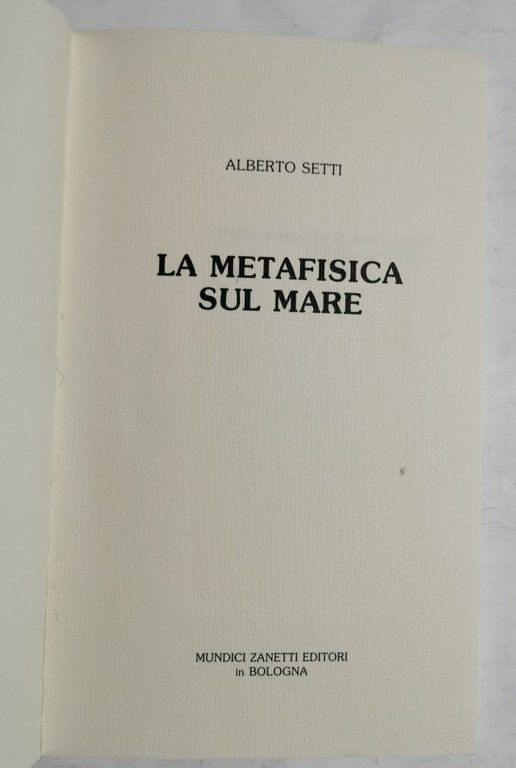 ALBERTO SETTI
LA METAFISICA
SUL MARE
MUNDICI ZANETTI EDITORI
in BOLOGNA